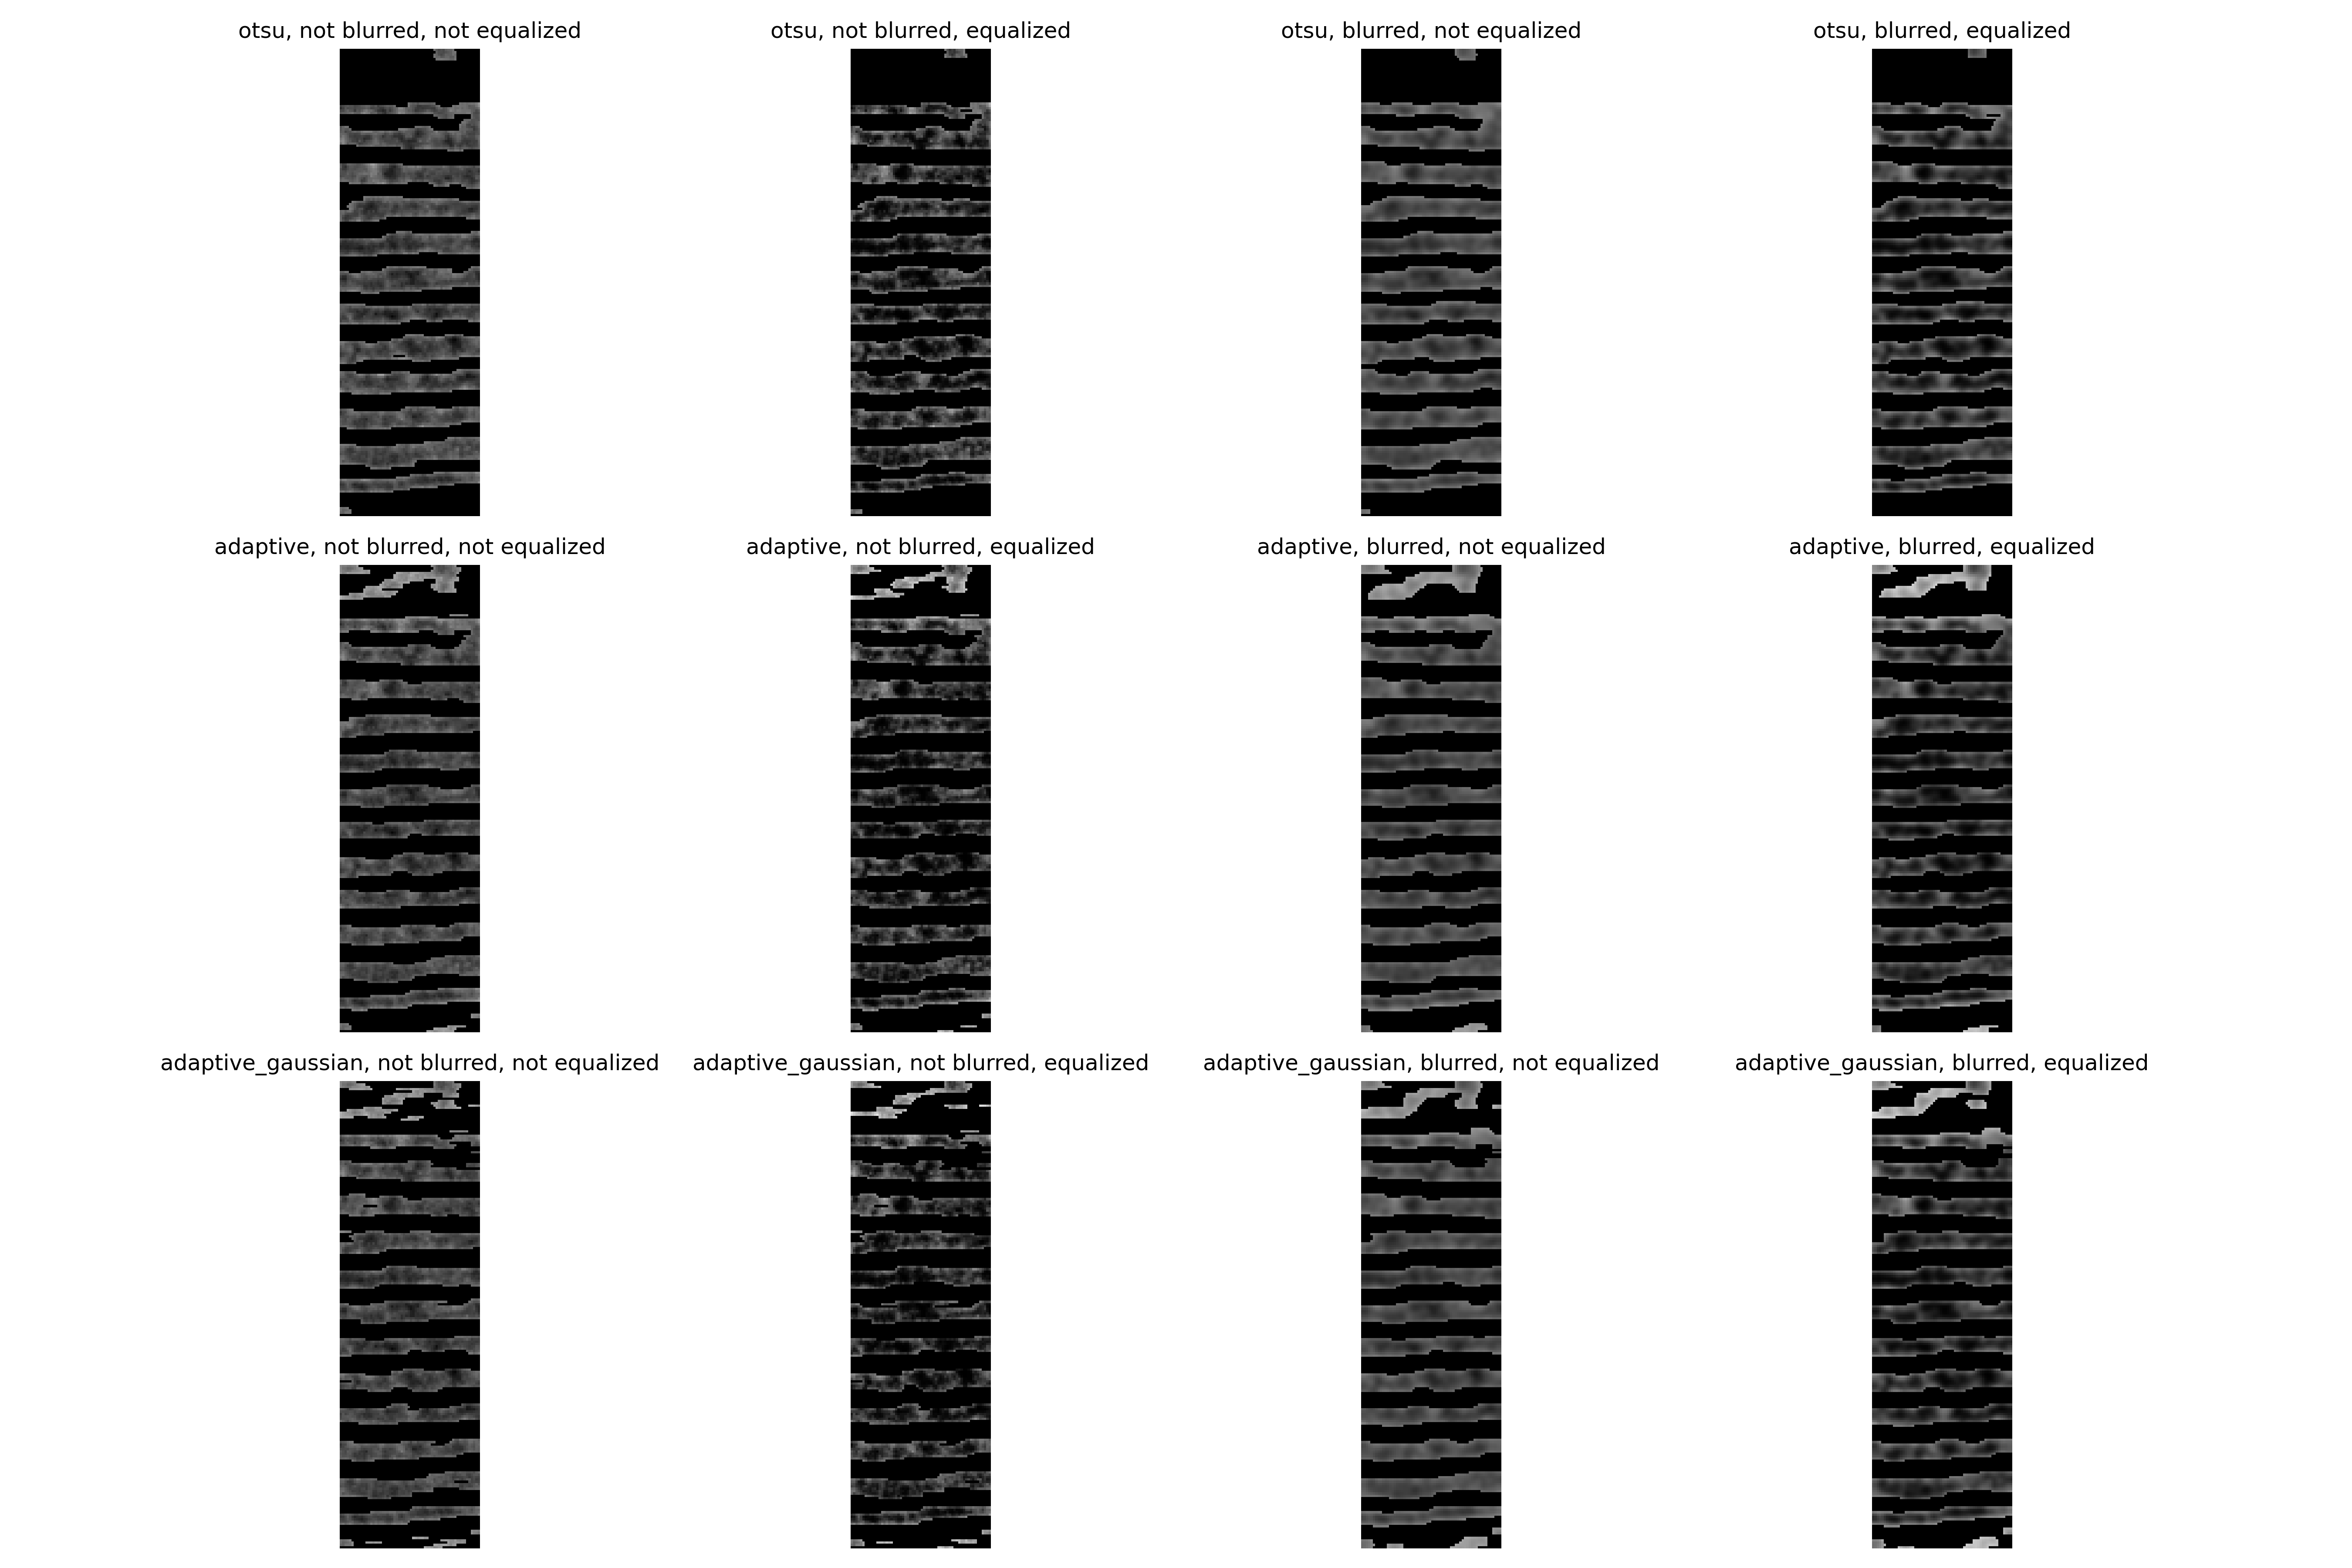 otsu, not blurred, not equalized
otsu, not blurred, equalized
otsu, blurred, not equalized
otsu, blurred, equalized
adaptive, not blurred, not equalized
adaptive, not blurred, equalized
adaptive, blurred, not equalized
adaptive, blurred, equalized
adaptive_gaussian, not blurred, not equalized
adaptive_gaussian, not blurred, equalized
adaptive_gaussian, blurred, not equalized
adaptive_gaussian, blurred, equalized